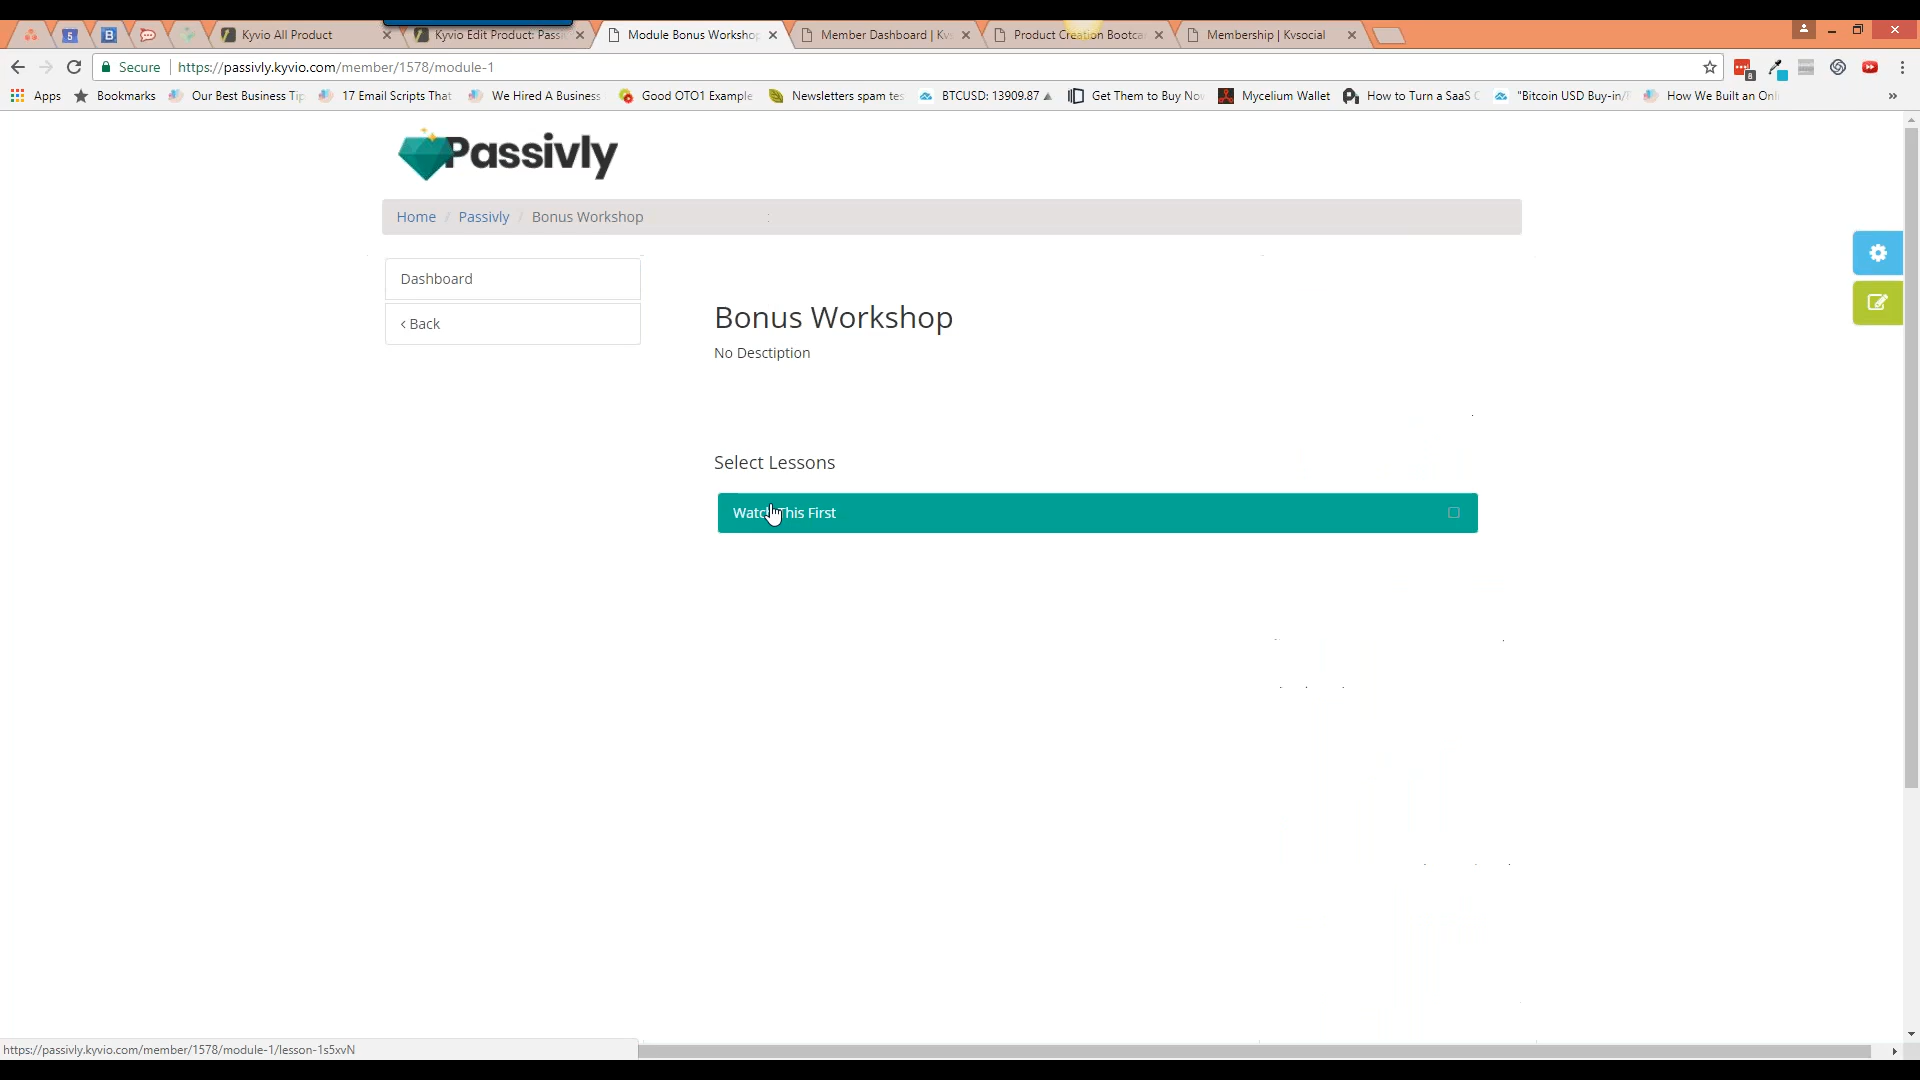 Kyvio All Product
Kyvio Edit Product: Passi
Module Bonus Workshop
Member Dashboard | Kv
Product Creation Bootca
Membership | Kvsocial
Secure
https://passivly.kyvio.com/member/1578/module-1
Apps
Bookmarks
Our Best Business Tip
17 Email Scripts That
We Hired A Business
Good OTO1 Example
Newsletters spam tes
BTCUSD: 13909.87
Get Them to Buy Now
Mycelium Wallet
How to Turn a SaaS
"Bitcoin USD Buy-in/
How We Built an Onli
Passivly
Home / Passivly / Bonus Workshop
Dashboard
‹ Back
Bonus Workshop
No Desctiption
Select Lessons
Watch This First
https://passivly.kyvio.com/member/1578/module-1/lesson-1s5xvN